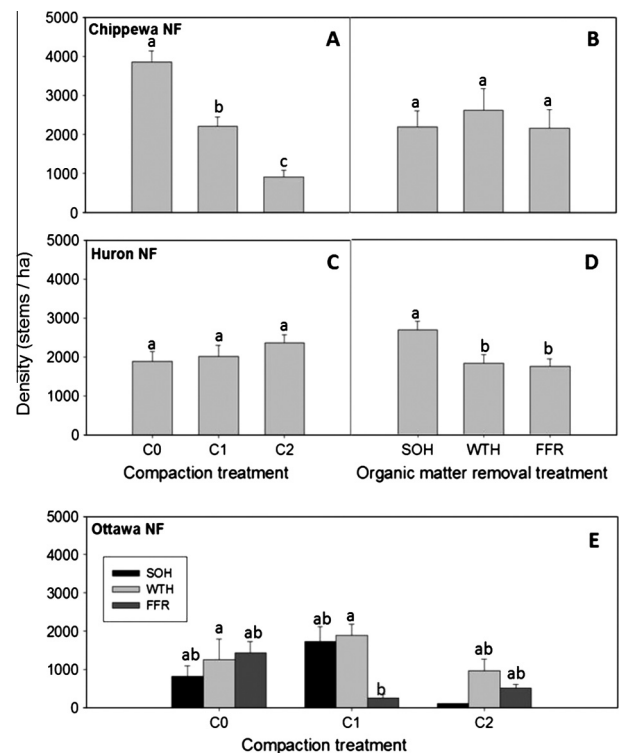 Chippewa NF
A
B
5000
4000
3000
2000
1000
0
a
b
c
a
a
a
Huron NF
C
D
5000
4000
3000
2000
1000
0
a
a
a
a
b
b
Density (stems / ha)
C0 C1 C2 SOH WTH FFR
Compaction treatment Organic matter removal treatment
Ottawa NF
E
5000
4000
3000
2000
1000
0
SOH
WTH
FFR
ab a ab ab a b ab ab
C0 C1 C2
Compaction treatment